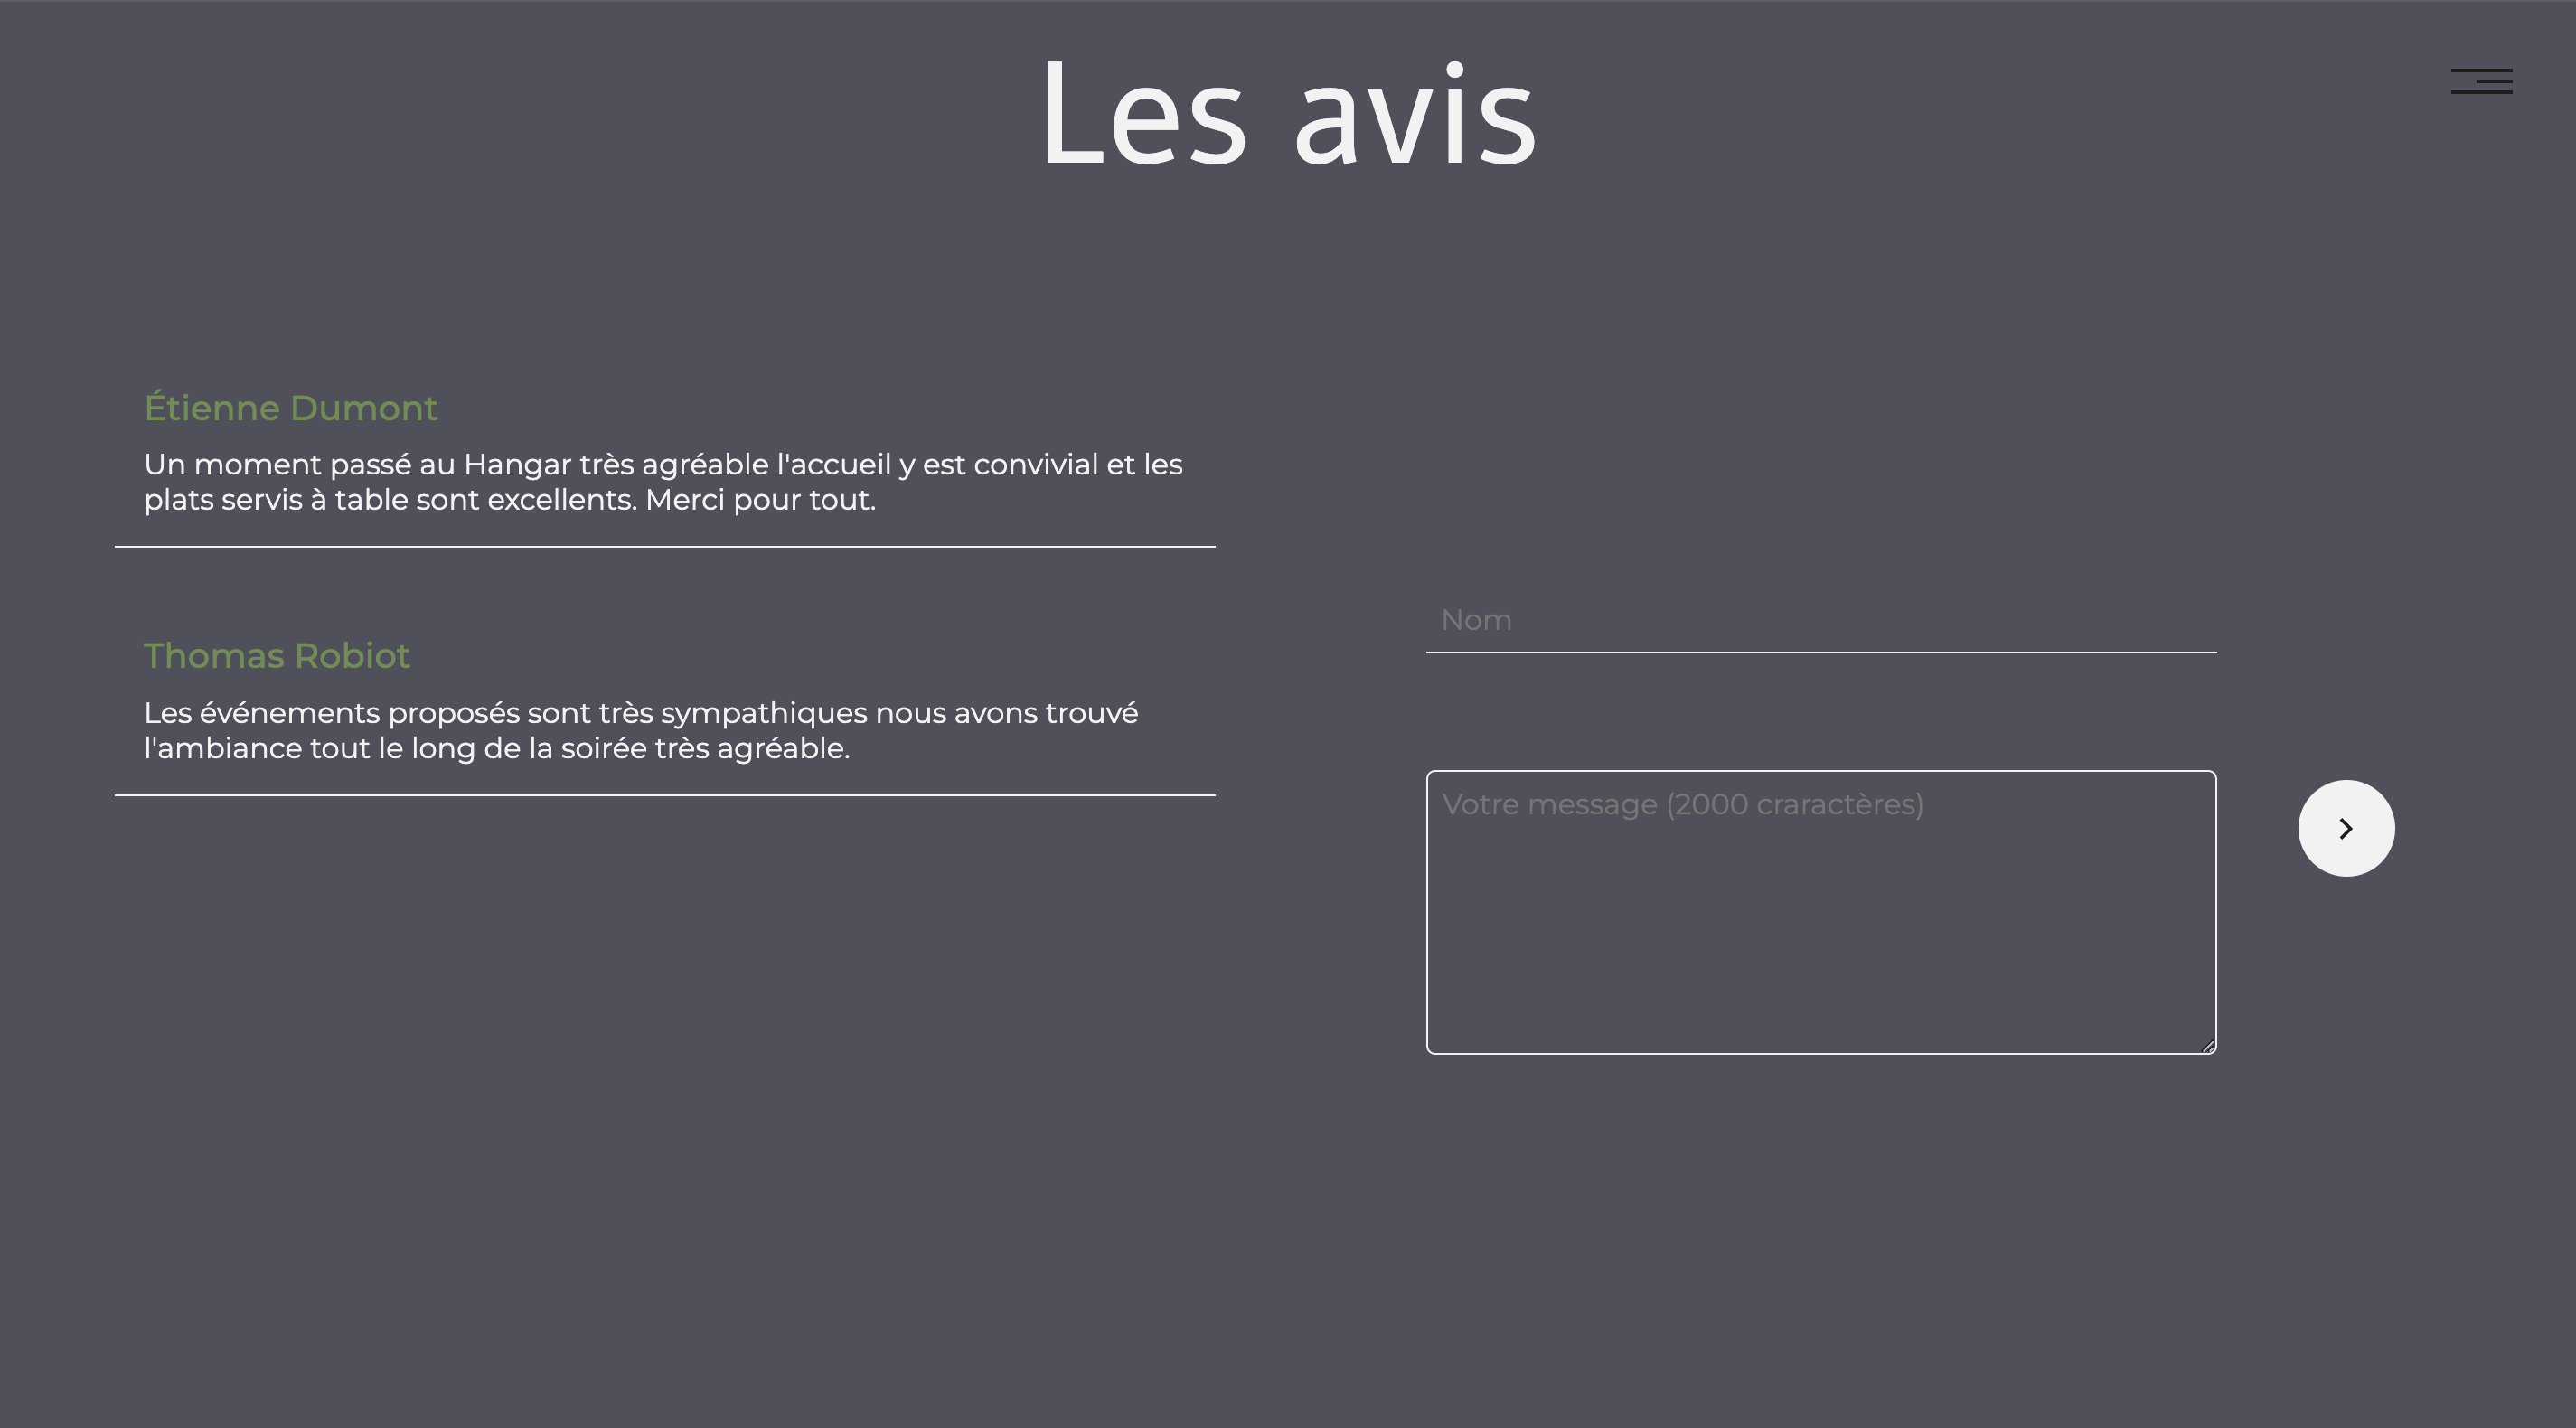 Les avis
Étienne Dumont
Un moment passé au Hangar très agréable l'accueil y est convivial et les
plats servis à table sont excellents. Merci pour tout.
Thomas Robiot
Les événements proposés sont très sympathiques nous avons trouvé
l'ambiance tout le long de la soirée très agréable.
Nom
Votre message (2000 craractères)